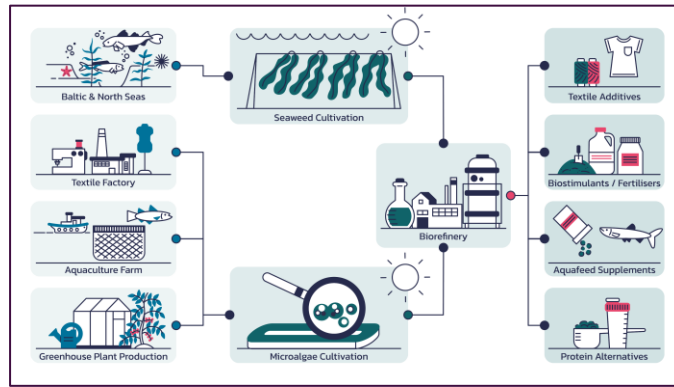 Baltic & North Seas
Seaweed Cultivation
Textile Additives
Textile Factory
Biorefinery
Biostimulants / Fertilisers
Aquaculture Farm
Aquafeed Supplements
Greenhouse Plant Production
Microalgae Cultivation
Protein Alternatives